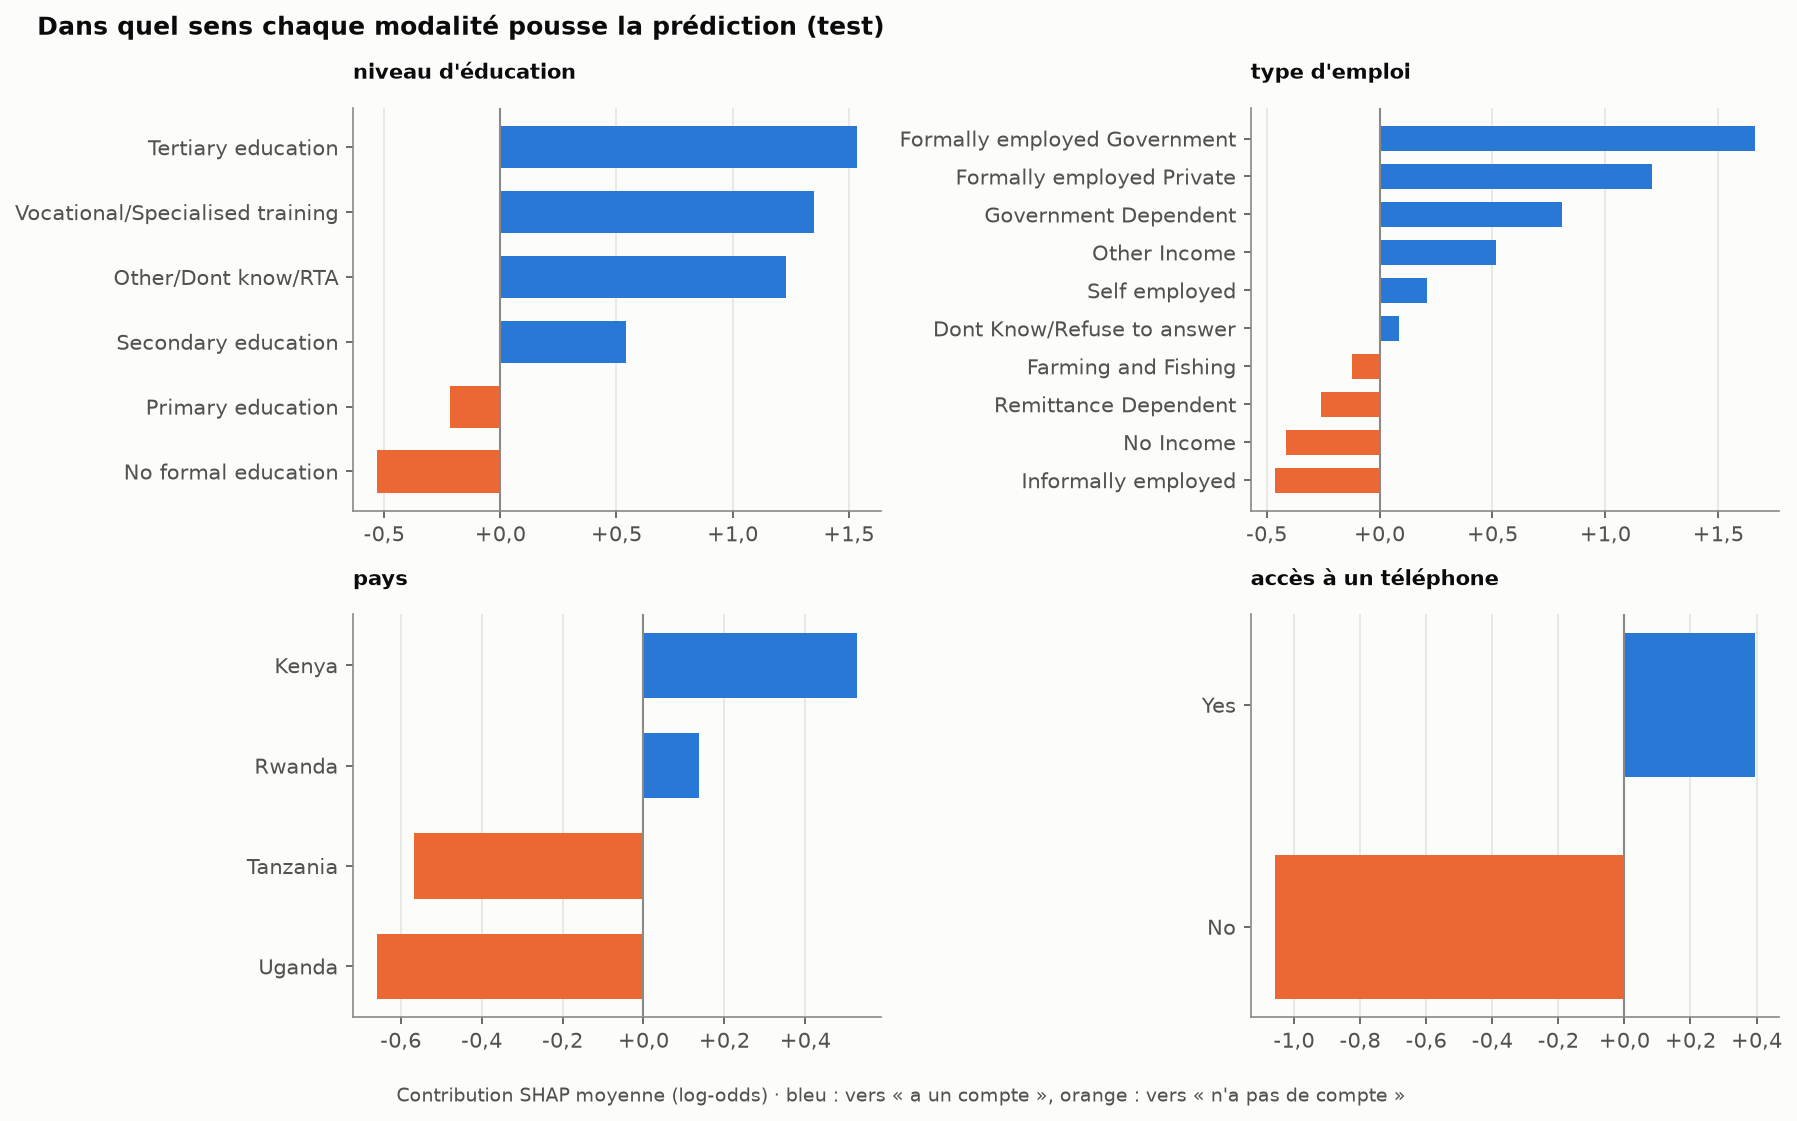 Dans quel sens chaque modalité pousse la prédiction (test)
niveau d'éducation
Tertiary education
Vocational/Specialised training
Other/Dont know/RTA
Secondary education
Primary education
No formal education
-0,5 +0,0 +0,5 +1,0 +1,5
type d'emploi
Formally employed Government
Formally employed Private
Government Dependent
Other Income
Self employed
Dont Know/Refuse to answer
Farming and Fishing
Remittance Dependent
No Income
Informally employed
-0,5 +0,0 +0,5 +1,0 +1,5
pays
Kenya
Rwanda
Tanzania
Uganda
-0,6 -0,4 -0,2 +0,0 +0,2 +0,4
accès à un téléphone
Yes
No
-1,0 -0,8 -0,6 -0,4 -0,2 +0,0 +0,2 +0,4
Contribution SHAP moyenne (log-odds) · bleu : vers « a un compte », orange : vers « n'a pas de compte »